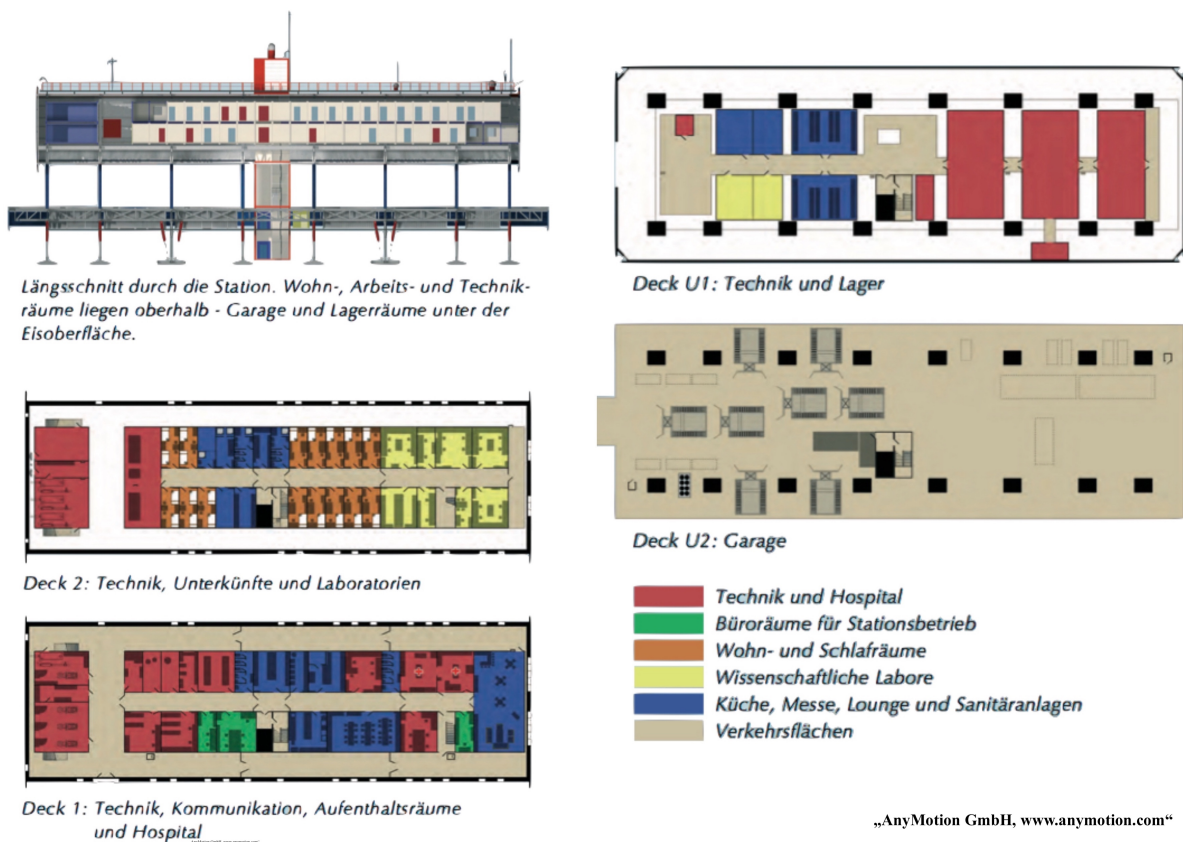 Längsschnitt durch die Station. Wohn-, Arbeits- und Technik-
räume liegen oberhalb - Garage und Lagerräume unter der
Eisoberfläche.
Deck 2: Technik, Unterkünfte und Laboratorien
Deck 1: Technik, Kommunikation, Aufenthaltsräume
und Hospital
Deck U1: Technik und Lager
Deck U2: Garage
Technik und Hospital
Büroräume für Stationsbetrieb
Wohn- und Schlafräume
Wissenschaftliche Labore
Küche, Messe, Lounge und Sanitäranlagen
Verkehrsflächen
„AnyMotion GmbH, www.anymotion.com“